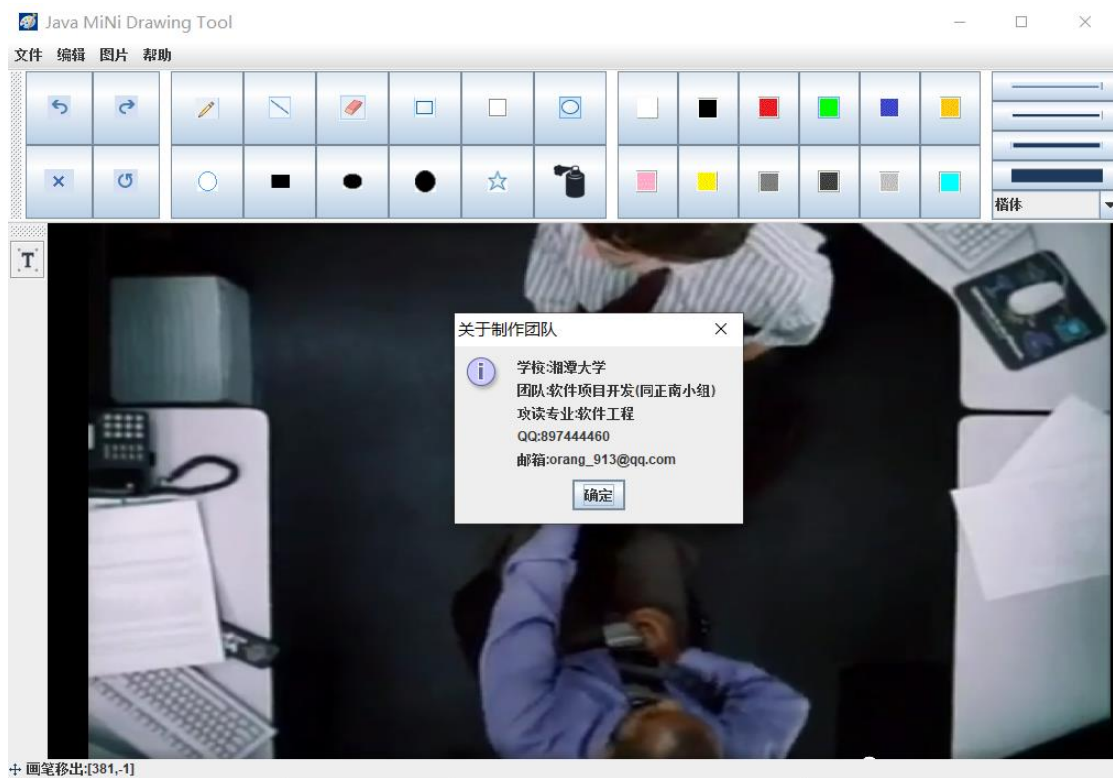 Java MiNi Drawing Tool
文件 编辑 图片 帮助
楷体
T
关于制作团队
学校:湘潭大学
团队:软件项目开发(同正南小组)
攻读专业:软件工程
QQ:897444460
邮箱:orang_913@qq.com
确定
画笔移出:[381,-1]